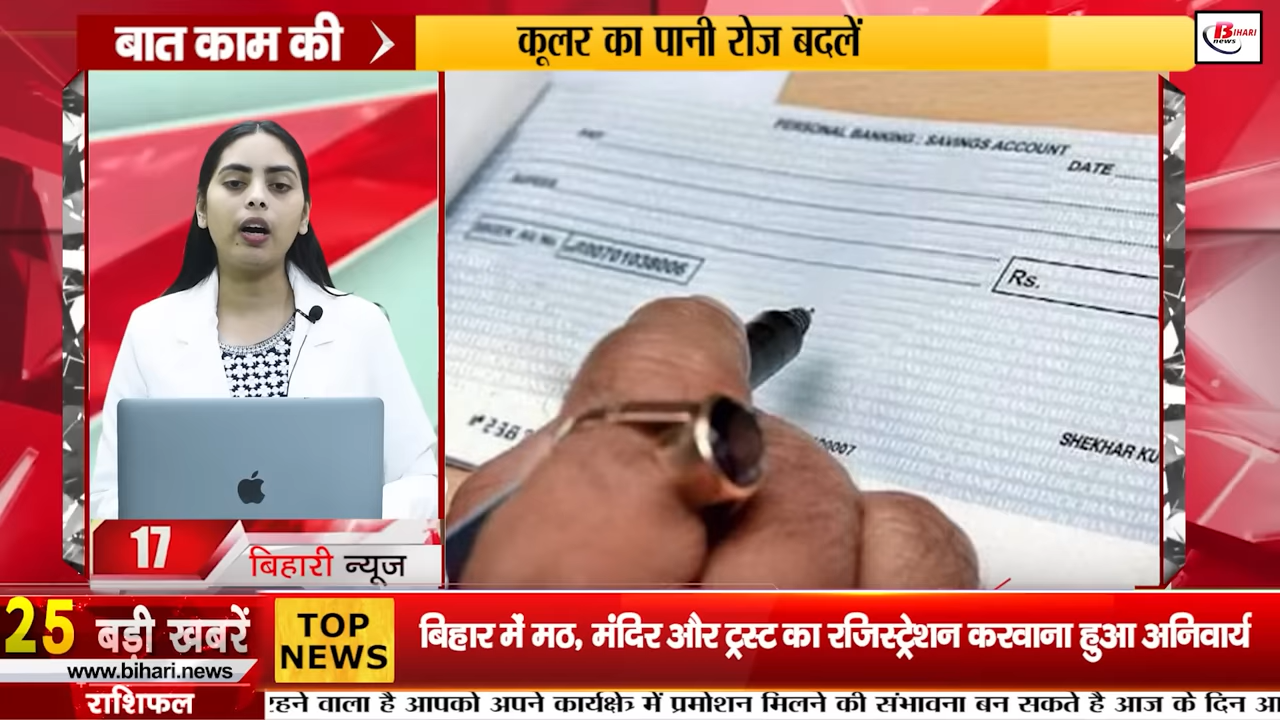 बात काम की
कूलर का पानी रोज बदलें
BIHARI
news
PERSONAL BANKING : SAVINGS ACCOUNT
DATE
Rs.
SHEKHAR KU
17
बिहारी न्यूज
25 बड़ी खबरें
www.bihari.news
TOP
NEWS
बिहार में मठ, मंदिर और ट्रस्ट का रजिस्ट्रेशन करवाना हुआ अनिवार्य
राशिफल
हने वाला है आपको अपने कार्यक्षेत्र में प्रमोशन मिलने की संभावना बन सकते है आज के दिन